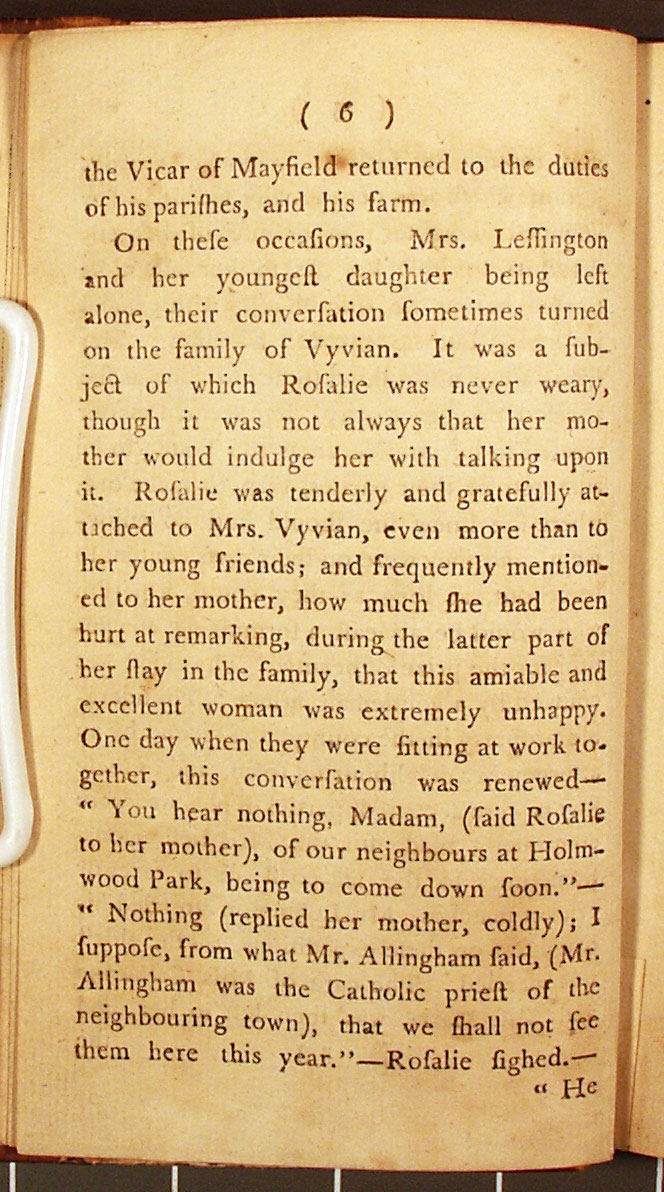 ( 6 )
the Vicar of Mayfield returned to the duties
of his pariſhes, and his farm.
On theſe occaſions, Mrs. Leſſington
and her youngeſt daughter being left
alone, their converſation ſometimes turned
on the family of Vyvian. It was a ſub-
ject of which Roſalie was never weary,
though it was not always that her mo-
ther would indulge her with talking upon
it. Roſalie was tenderly and gratefully at-
tached to Mrs. Vyvian, even more than to
her young friends; and frequently mention-
ed to her mother, how much ſhe had been
hurt at remarking, during the latter part of
her ſtay in the family, that this amiable and
excellent woman was extremely unhappy.
One day when they were ſitting at work to-
gether, this converſation was renewed—
“ You hear nothing, Madam, (ſaid Roſalie
to her mother), of our neighbours at Holm-
wood Park, being to come down ſoon.”—
“ Nothing (replied her mother, coldly); I
ſuppoſe, from what Mr. Allingham ſaid, (Mr.
Allingham was the Catholic prieſt of the
neighbouring town), that we ſhall not ſee
them here this year.”—Roſalie ſighed.—
“ He